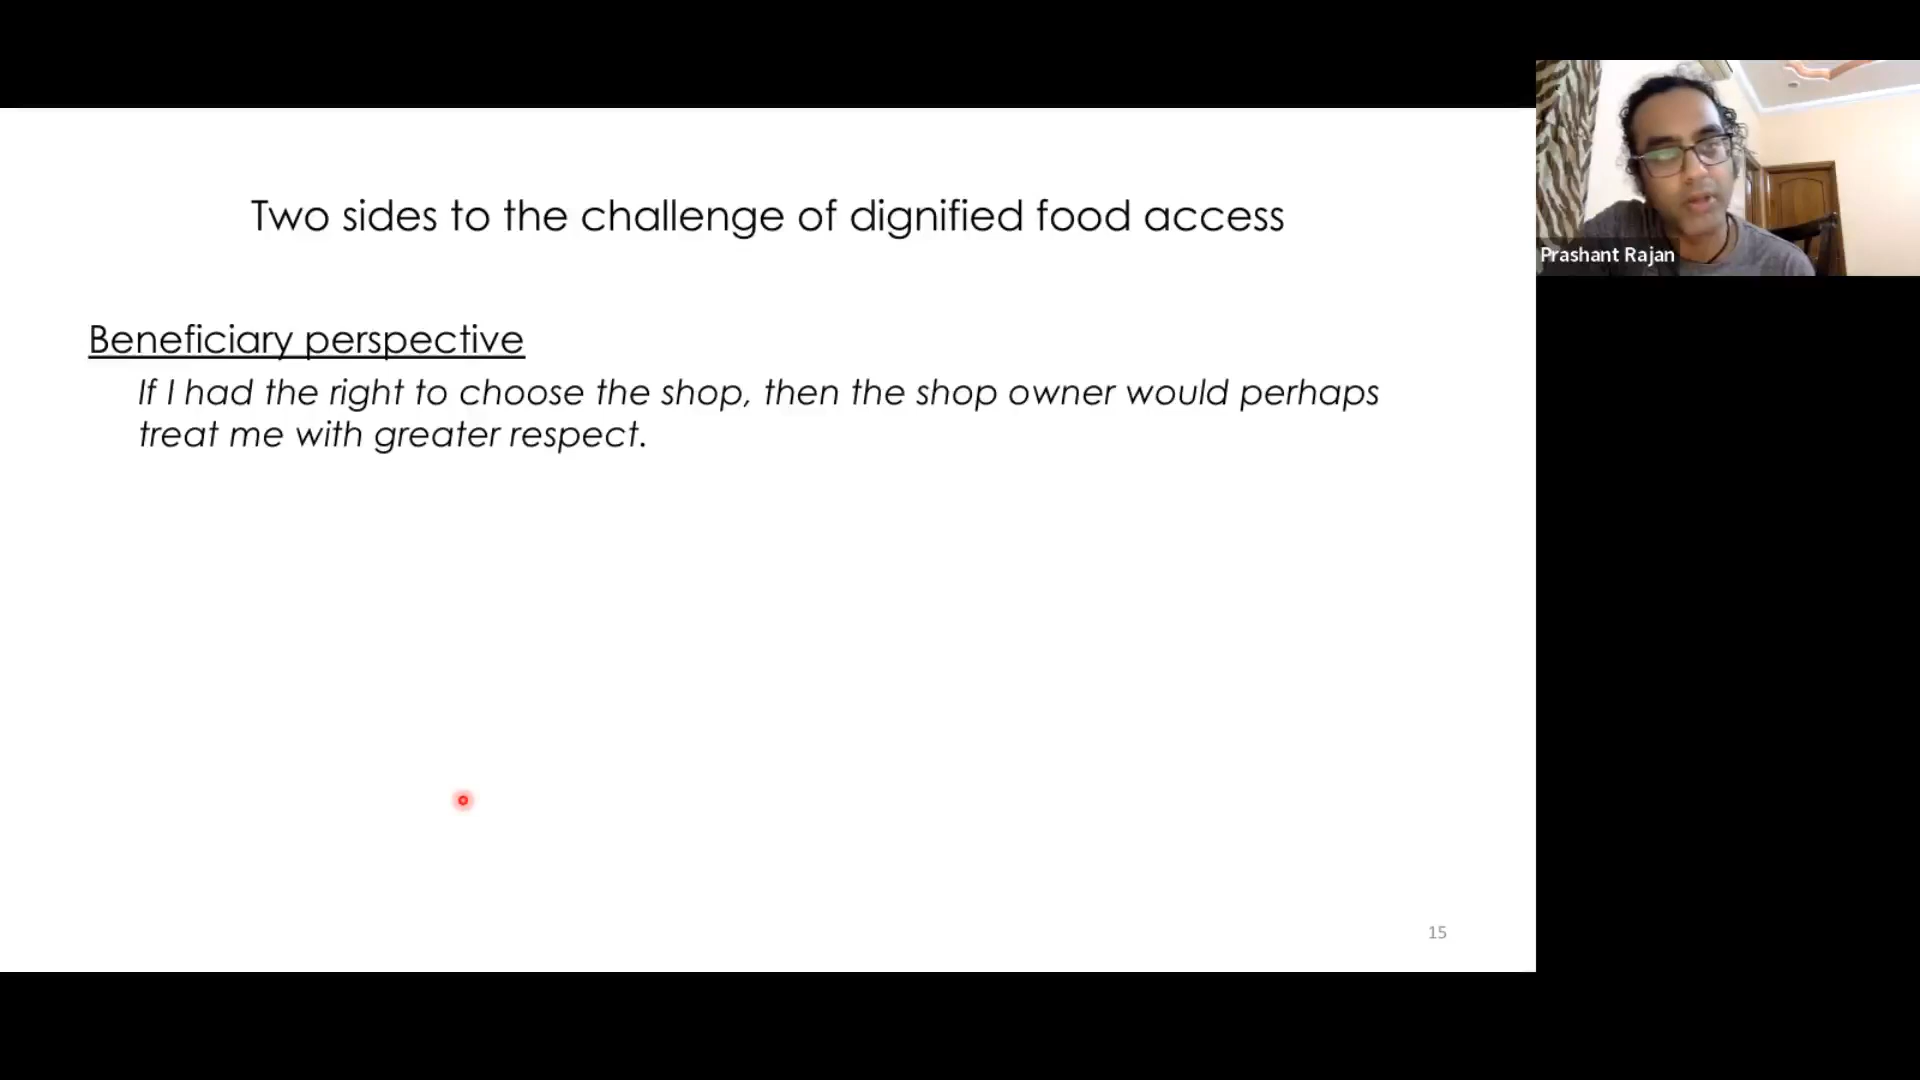 Two sides to the challenge of dignified food access
Prashant Rajan
Beneficiary perspective
If I had the right to choose the shop, then the shop owner would perhaps
treat me with greater respect.
15